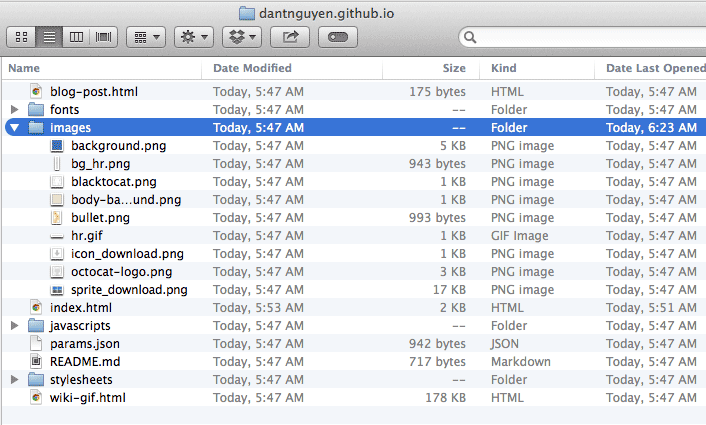 dantnguyen.github.io
Name Date Modified Size Kind Date Last Opened
blog-post.html Today, 5:47 AM 175 bytes HTML Today, 5:47 AM
fonts Today, 5:47 AM -- Folder Today, 5:47 AM
images Today, 5:47 AM -- Folder Today, 6:23 AM
background.png Today, 5:47 AM 5 KB PNG image Today, 5:47 AM
bg_hr.png Today, 5:47 AM 943 bytes PNG image Today, 5:47 AM
blacktocat.png Today, 5:47 AM 1 KB PNG image Today, 5:47 AM
body-ba...und.png Today, 5:47 AM 1 KB PNG image Today, 5:47 AM
bullet.png Today, 5:47 AM 993 bytes PNG image Today, 5:47 AM
hr.gif Today, 5:47 AM 1 KB GIF Image Today, 5:47 AM
icon_download.png Today, 5:47 AM 1 KB PNG image Today, 5:47 AM
octocat-logo.png Today, 5:47 AM 3 KB PNG image Today, 5:47 AM
sprite_download.png Today, 5:47 AM 17 KB PNG image Today, 5:47 AM
index.html Today, 5:53 AM 2 KB HTML Today, 5:51 AM
javascripts Today, 5:47 AM -- Folder Today, 5:47 AM
params.json Today, 5:47 AM 942 bytes JSON Today, 5:47 AM
README.md Today, 5:47 AM 717 bytes Markdown Today, 5:47 AM
stylesheets Today, 5:47 AM -- Folder Today, 5:47 AM
wiki-gif.html Today, 5:47 AM 178 KB HTML Today, 5:47 AM